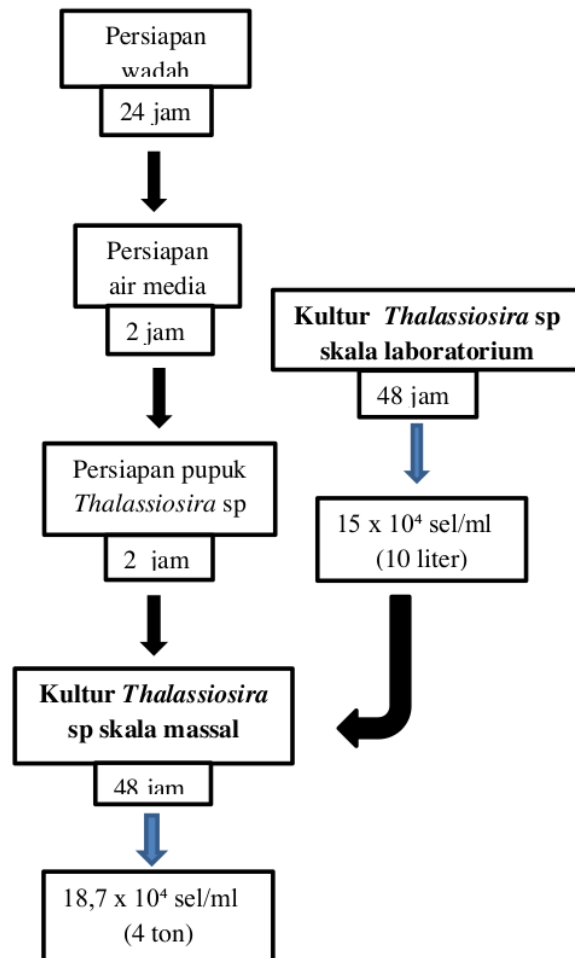 Persiapan
wadah
24 jam
Persiapan
air media
2 jam
Persiapan pupuk
Thalassiosira sp
2 jam
Kultur Thalassiosira
sp skala massal
48 jam
18,7 x 10⁴ sel/ml
(4 ton)
Kultur Thalassiosira sp
skala laboratorium
48 jam
15 x 10⁴ sel/ml
(10 liter)